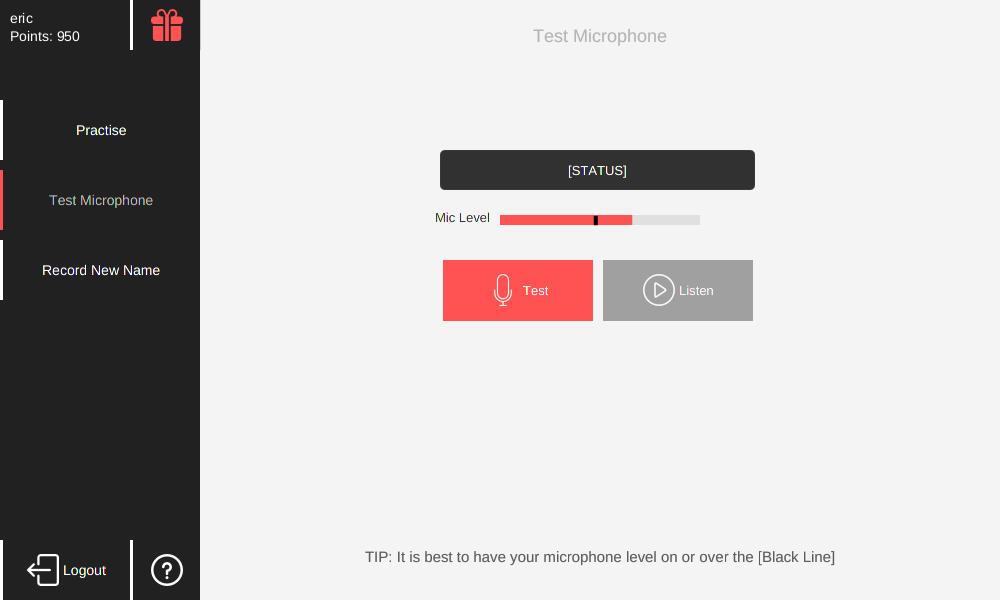 eric
Points: 950
Test Microphone
Practise
[STATUS]
Test Microphone
Mic Level
Record New Name
Test
Listen
TIP: It is best to have your microphone level on or over the [Black Line]
Logout
?